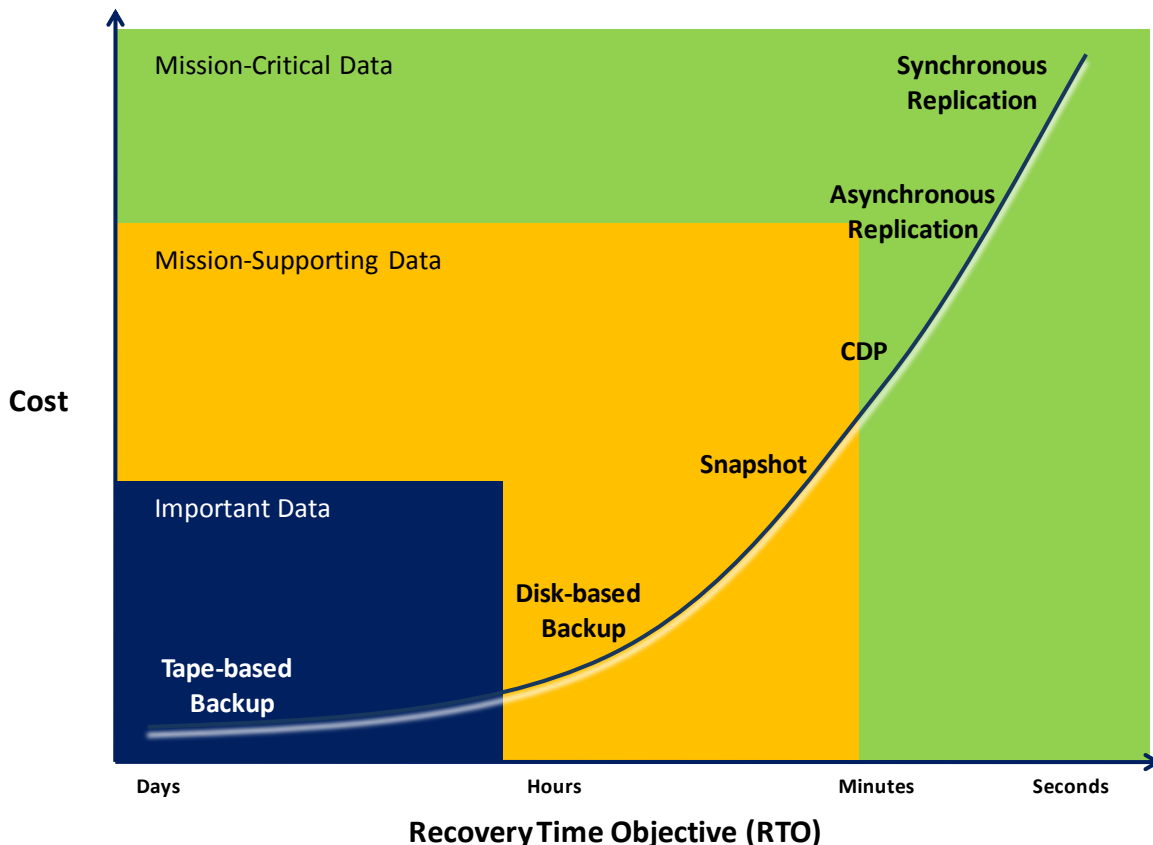 Mission-Critical Data
Synchronous
Replication
Asynchronous
Replication
Mission-Supporting Data
CDP
Cost
Snapshot
Important Data
Disk-based
Backup
Tape-based
Backup
Days
Hours
Minutes
Seconds
Recovery Time Objective (RTO)